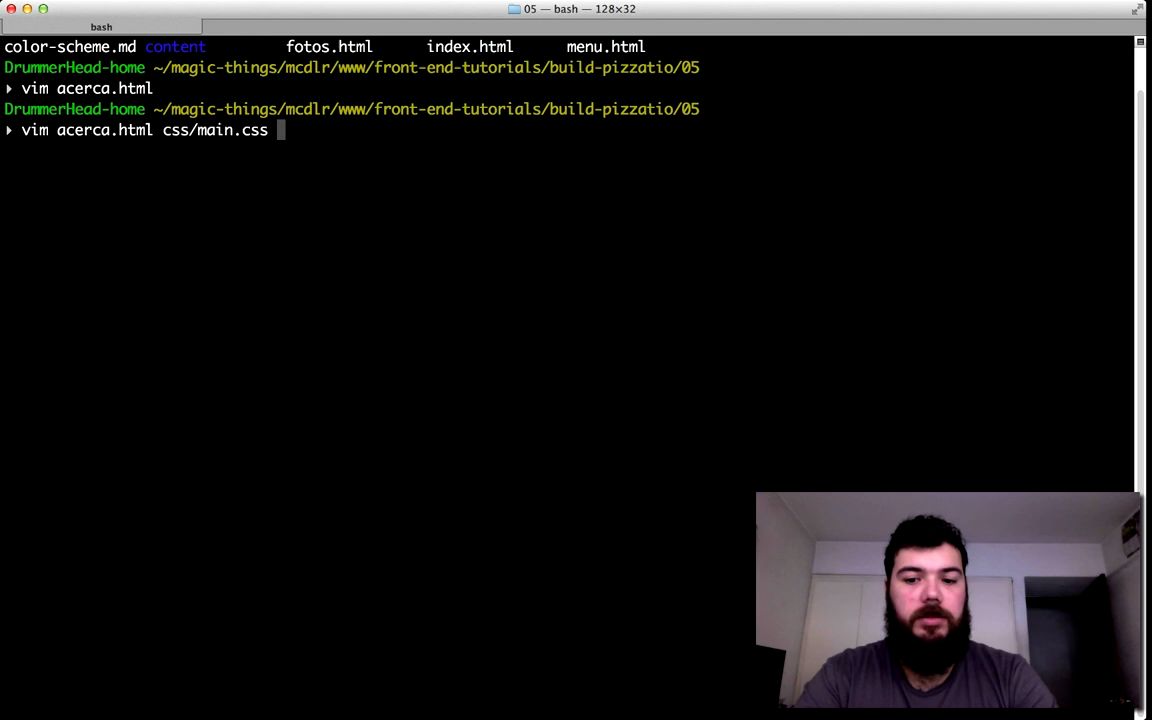 05 — bash — 128×32
bash
color-scheme.md content fotos.html index.html menu.html
DrummerHead-home ~/magic-things/mcdlr/www/front-end-tutorials/build-pizzatio/05
▸ vim acerca.html
DrummerHead-home ~/magic-things/mcdlr/www/front-end-tutorials/build-pizzatio/05
▸ vim acerca.html css/main.css